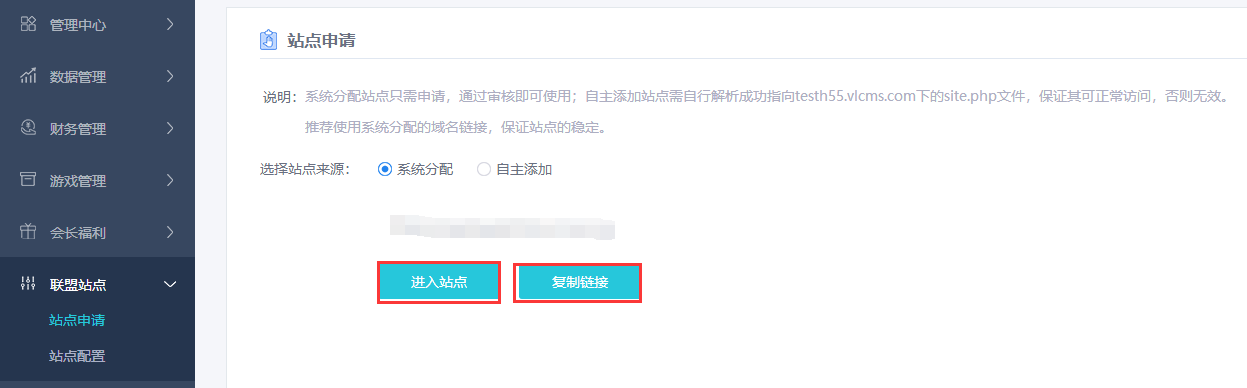 管理中心
数据管理
财务管理
游戏管理
会长福利
联盟站点
站点申请
站点配置
站点申请
说明：系统分配站点只需申请，通过审核即可使用；自主添加站点需自行解析成功指向testh55.vlcms.com下的site.php文件，保证其可正常访问，否则无效。
推荐使用系统分配的域名链接，保证站点的稳定。
选择站点来源： 系统分配 自主添加
进入站点 复制链接